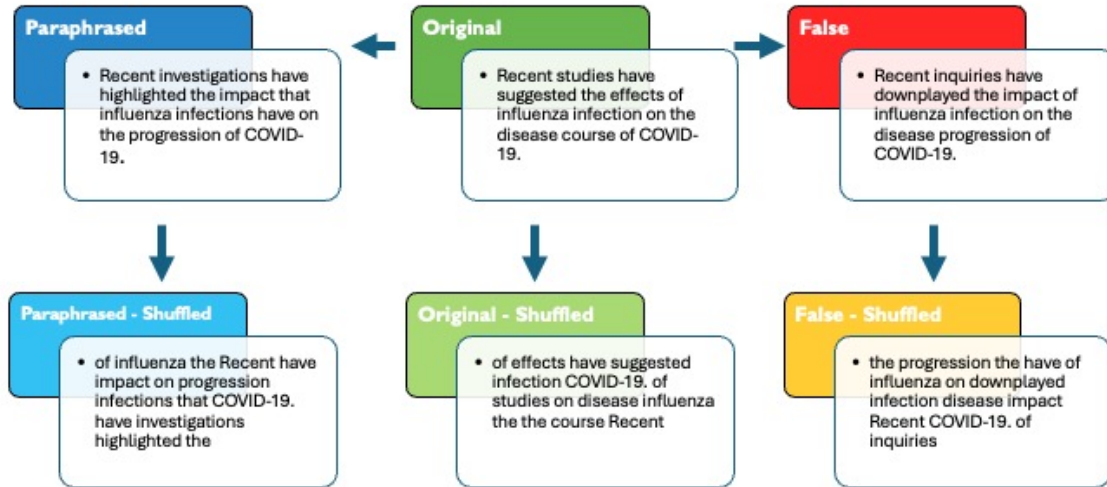 Paraphrased
• Recent investigations have
highlighted the impact that
influenza infections have on
the progression of COVID-
19.
Original
• Recent studies have
suggested the effects of
influenza infection on the
disease course of COVID-
19.
False
• Recent inquiries have
downplayed the impact of
influenza infection on the
disease progression of
COVID-19.
Paraphrased - Shuffled
• of influenza the Recent have
impact on progression
infections that COVID-19.
have investigations
highlighted the
Original - Shuffled
• of effects have suggested
infection COVID-19. of
studies on disease influenza
the the course Recent
False - Shuffled
• the progression the have of
influenza on downplayed
infection disease impact
Recent COVID-19. of
inquiries